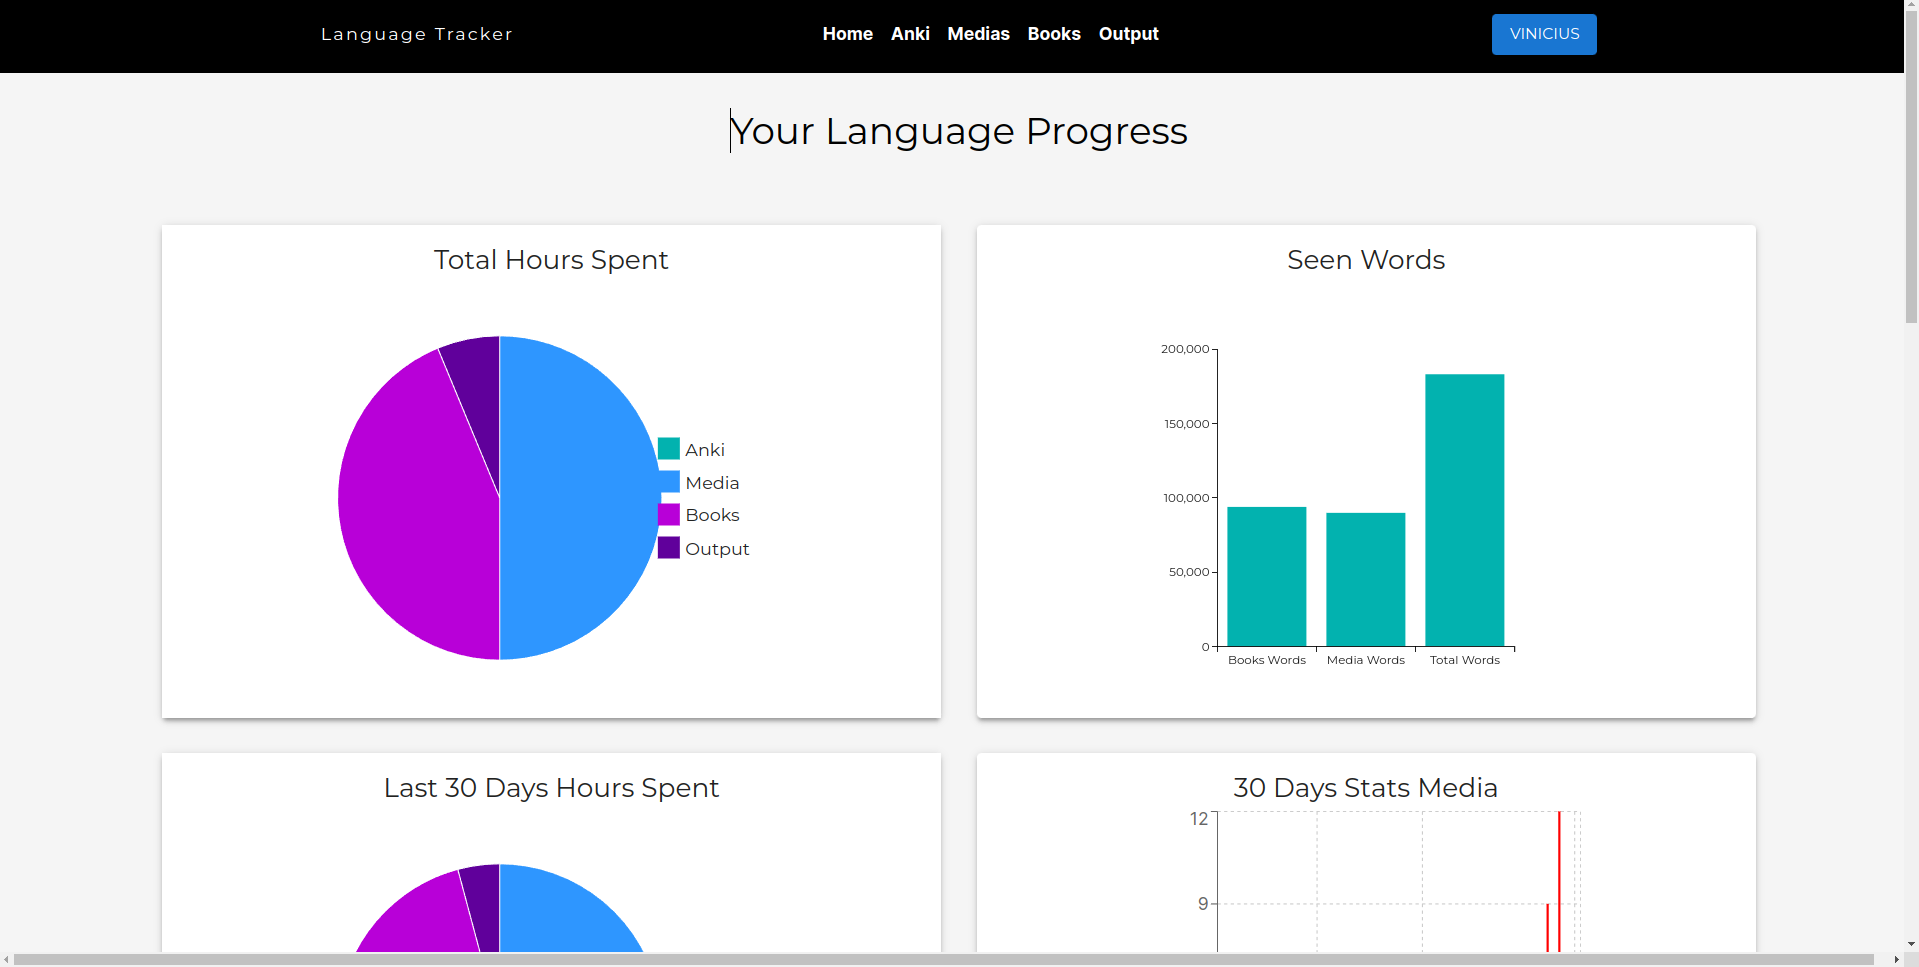 Language Tracker
Home Anki Medias Books Output
VINICIUS
Your Language Progress
Total Hours Spent
Anki
Media
Books
Output
Seen Words
200,000
150,000
100,000
50,000
0
Books Words Media Words Total Words
Last 30 Days Hours Spent
30 Days Stats Media
12
9